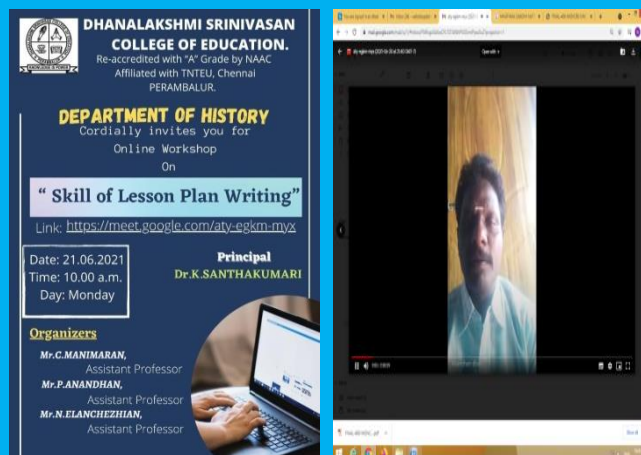 DHANALAKSHMI SRINIVASAN
COLLEGE OF EDUCATION.
Re-accredited with "A" Grade by NAAC
Affiliated with TNTEU, Chennai
PERAMBALUR.
DEPARTMENT OF HISTORY
Cordially invites you for
Online Workshop
On
“ Skill of Lesson Plan Writing”
Link: https://meet.google.com/aty-egkm-myx
Date: 21.06.2021
Time: 10.00 a.m.
Day: Monday
Principal
Dr.K.SANTHAKUMARI
Organizers
Mr.C.MANIMARAN,
Assistant Professor
Mr.P.ANANDHAN,
Assistant Professor
Mr.N.ELANCHEZHIAN,
Assistant Professor